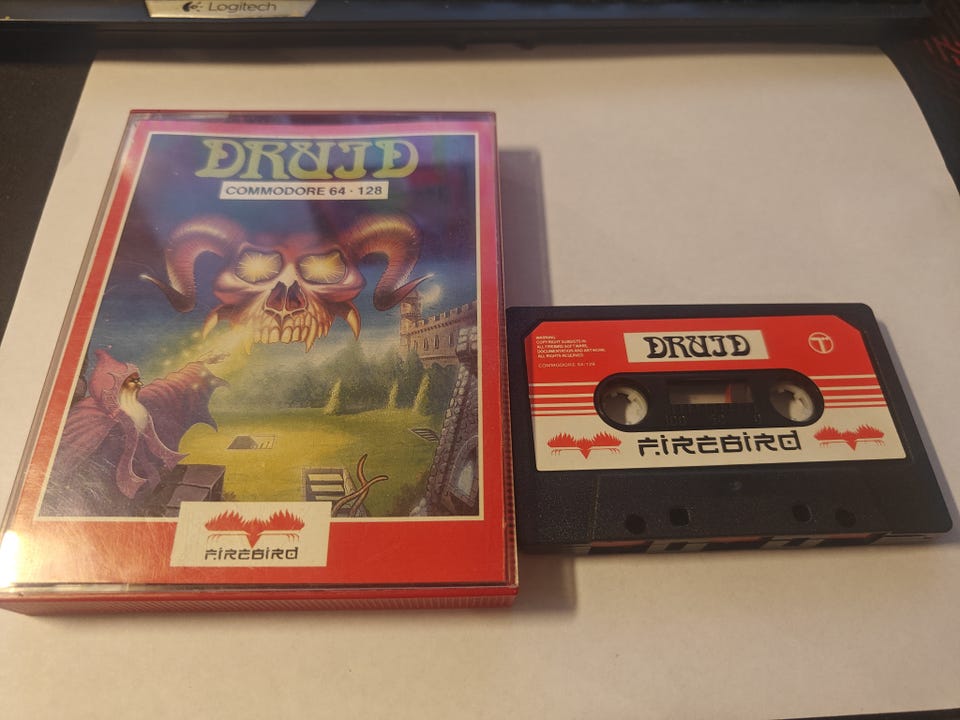 Logitech
DRUID
COMMODORE 64 · 128
FIREBIRD
WARNING
COPYRIGHT SUBSISTS IN
ALL FIREBIRD SOFTWARE,
DOCUMENTATION AND ARTWORK.
ALL RIGHTS RESERVED.
COMMODORE 64/128
DRUID
T
FIREBIRD